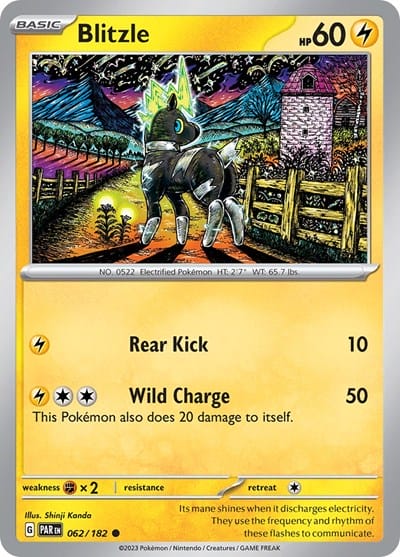 BASIC Blitzle HP 60
NO. 0522 Electrified Pokémon HT: 2'7" WT: 65.7 lbs.
Rear Kick 10
Wild Charge 50
This Pokémon also does 20 damage to itself.
weakness × 2 resistance retreat
Illus. Shinji Kanda
G PAR EN 062/182
Its mane shines when it discharges electricity.
They use the frequency and rhythm of
these flashes to communicate.
©2023 Pokémon / Nintendo / Creatures / GAME FREAK